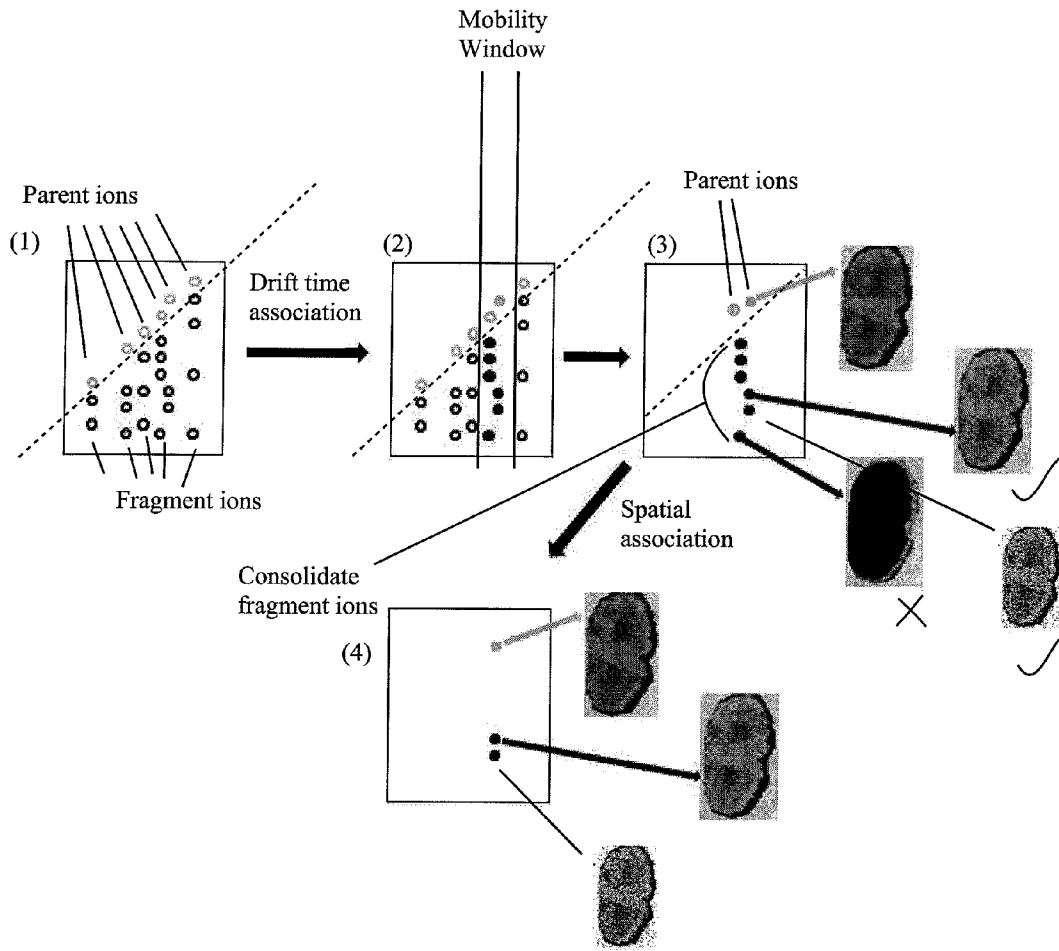 Mobility
Window
Parent ions
(1)
Drift time
association
(2)
Parent ions
(3)
Fragment ions
Spatial
association
Consolidate
fragment ions
(4)